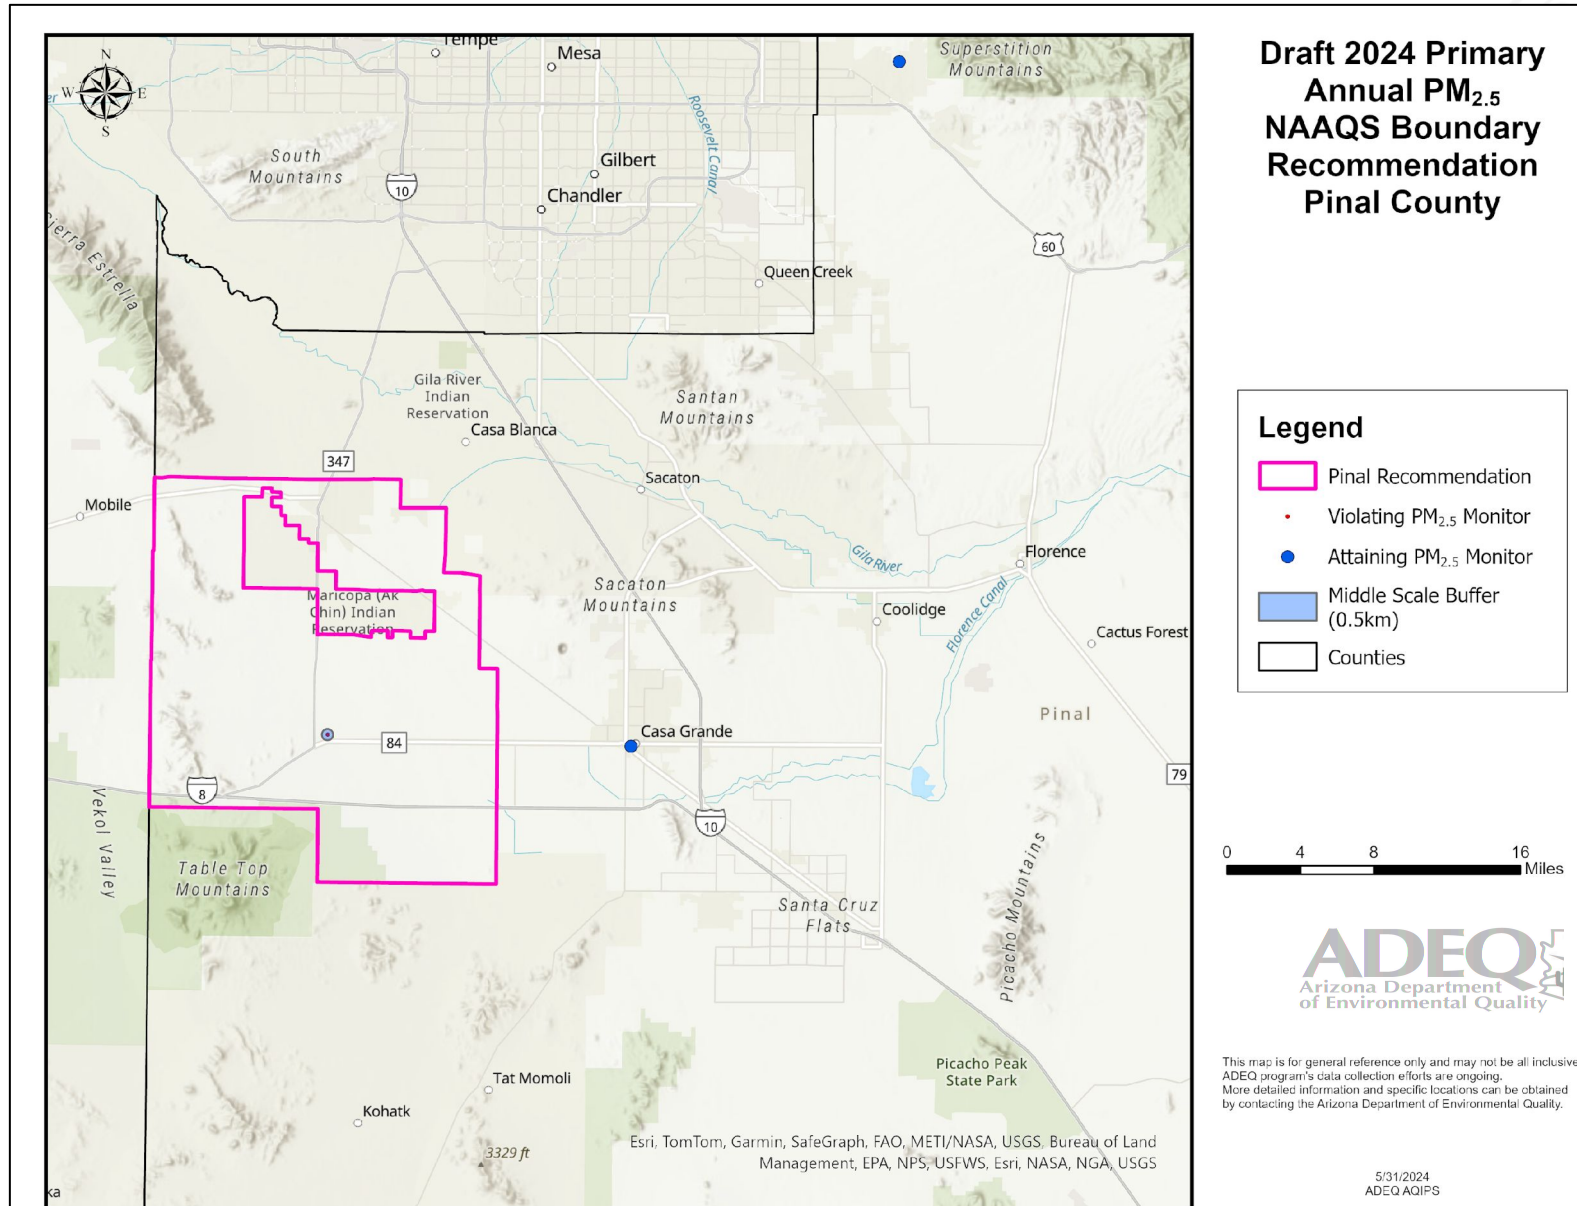 Draft 2024 Primary
Annual PM2.5
NAAQS Boundary
Recommendation
Pinal County
N
W
E
S
Tempe
Mesa
Superstition
Mountains
Roosevelt Canal
South
Mountains
10
Gilbert
Chandler
60
Sierra Estrella
Queen Creek
Gila River
Indian
Reservation
Casa Blanca
Santan
Mountains
347
Sacaton
Mobile
Gila River
Florence
Sacaton
Mountains
Maricopa (Ak
Chin) Indian
Reservation
Coolidge
Florence Canal
Cactus Forest
Pinal
84
Casa Grande
79
8
Vekol Valley
10
Table Top
Mountains
Picacho Mountains
Santa Cruz
Flats
Picacho Peak
State Park
Tat Momoli
Kohatk
3329 ft
ka
Esri, TomTom, Garmin, SafeGraph, FAO, METI/NASA, USGS, Bureau of Land
Management, EPA, NPS, USFWS, Esri, NASA, NGA, USGS
Legend
Pinal Recommendation
Violating PM2.5 Monitor
Attaining PM2.5 Monitor
Middle Scale Buffer
(0.5km)
Counties
0 4 8 16
Miles
ADEQ
Arizona Department
of Environmental Quality
This map is for general reference only and may not be all inclusive
ADEQ program's data collection efforts are ongoing.
More detailed information and specific locations can be obtained
by contacting the Arizona Department of Environmental Quality.
5/31/2024
ADEQ AQIPS